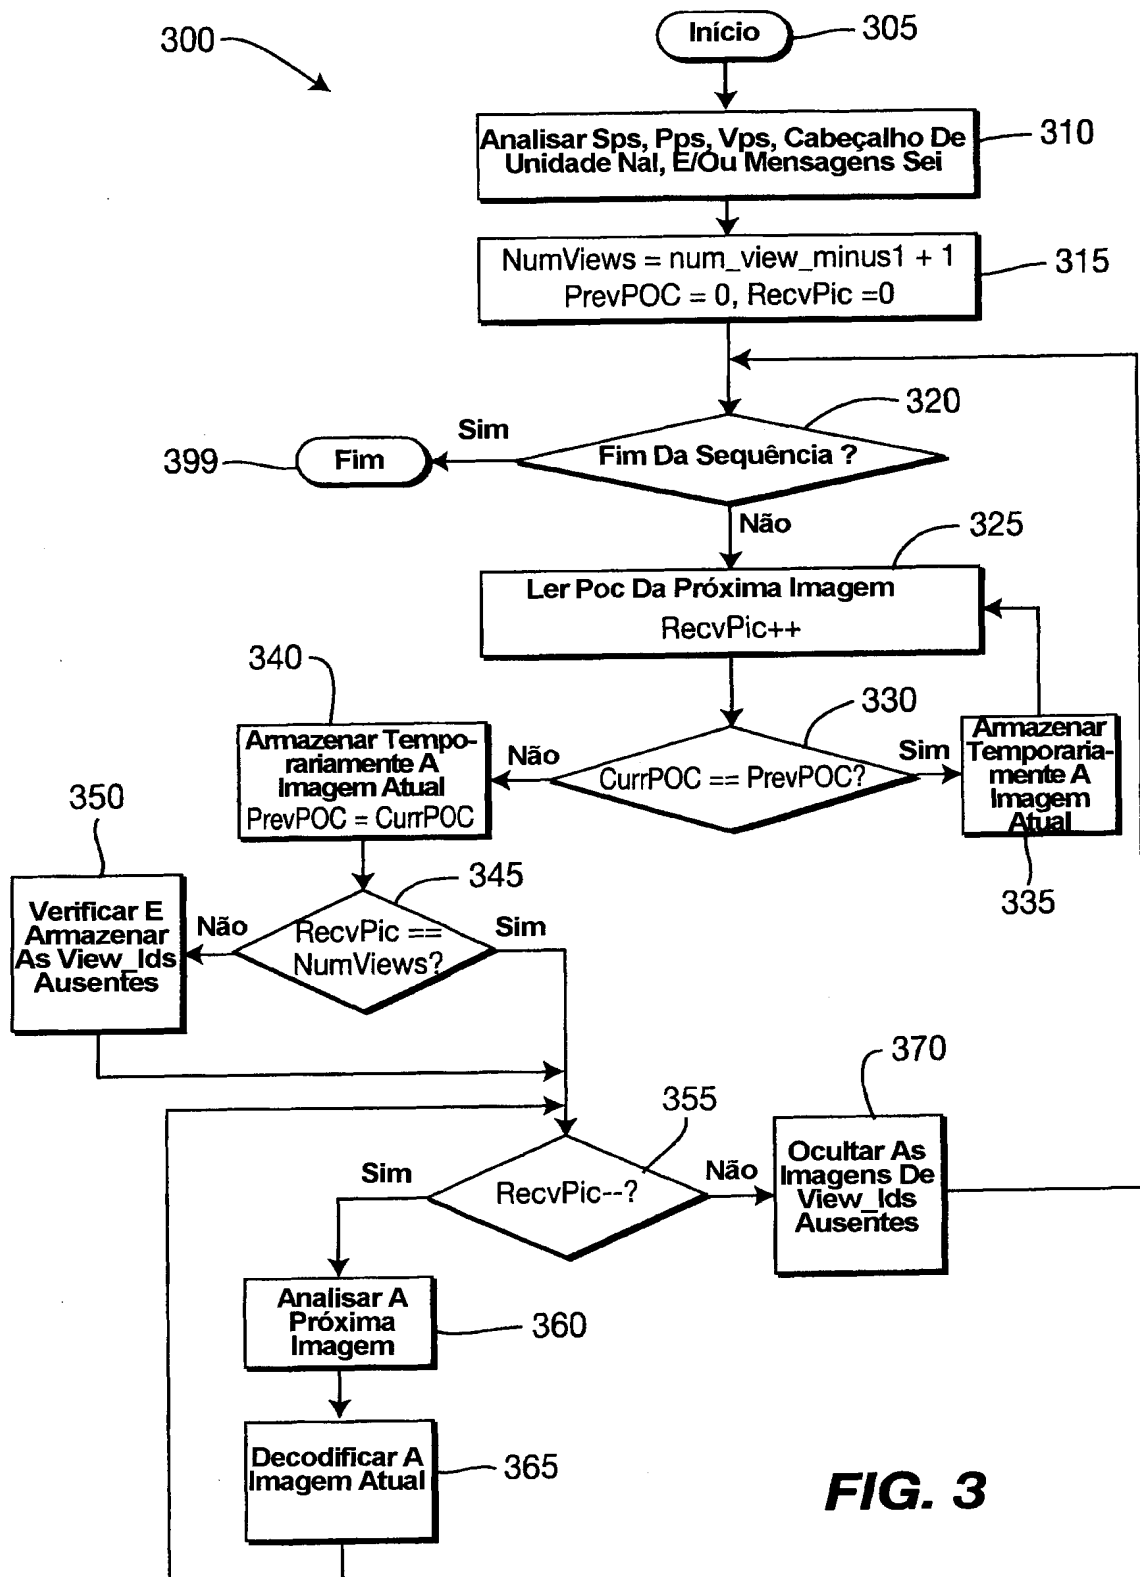 300
Início
305
Analisar Sps, Pps, Vps, Cabeçalho De
Unidade Nal, E/Ou Mensagens Sei
310
NumViews = num_view_minus1 + 1
PrevPOC = 0, RecvPic =0
315
320
Sim
Fim Da Sequência ?
399
Fim
Não
325
Ler Poc Da Próxima Imagem
RecvPic++
340
330
Armazenar Tempo-
rariamente A
Imagem Atual
PrevPOC = CurrPOC
Não
CurrPOC == PrevPOC?
Sim
Armazenar
Temporaria-
mente A
Imagem
Atual
335
350
345
Verificar E
Armazenar
As View_Ids
Ausentes
Não
RecvPic ==
NumViews?
Sim
370
355
Sim
RecvPic--?
Não
Ocultar As
Imagens De
View_Ids
Ausentes
Analisar A
Próxima
Imagem
360
Decodificar A
Imagem Atual
365
FIG. 3